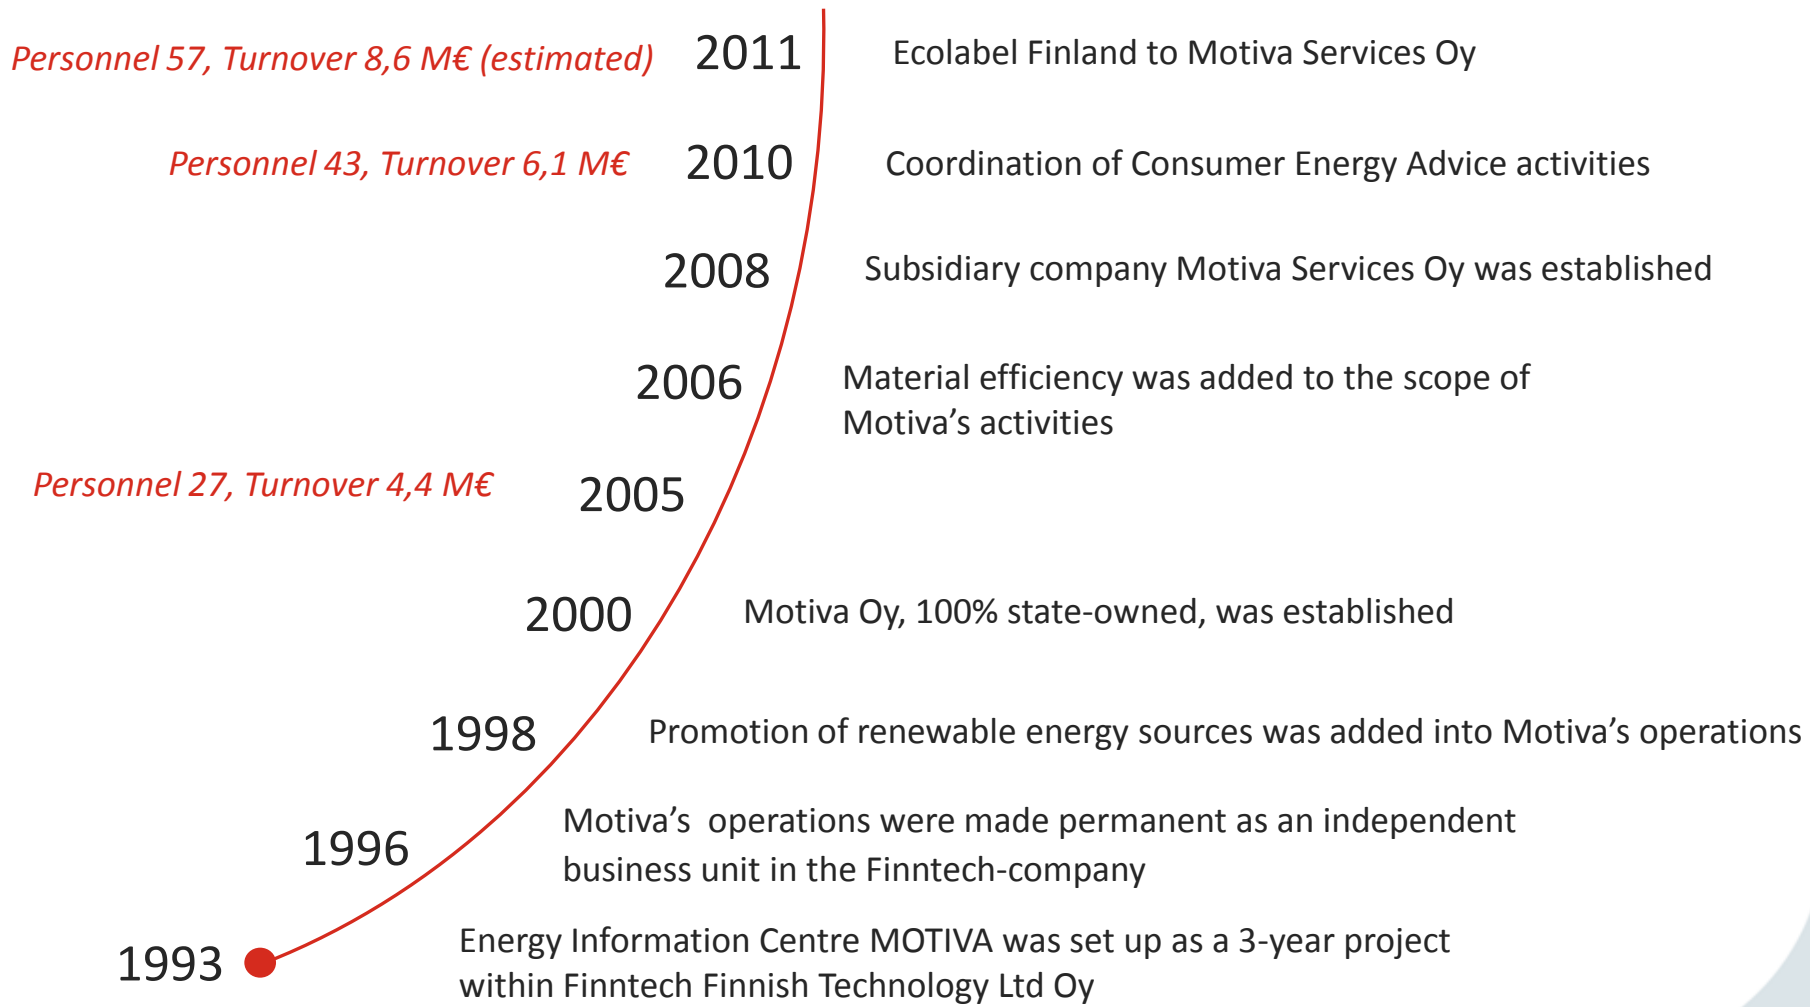 Personnel 57, Turnover 8,6 M€ (estimated) 2011 Ecolabel Finland to Motiva Services Oy
Personnel 43, Turnover 6,1 M€ 2010 Coordination of Consumer Energy Advice activities
2008 Subsidiary company Motiva Services Oy was established
2006 Material efficiency was added to the scope of
Motiva’s activities
Personnel 27, Turnover 4,4 M€ 2005
2000 Motiva Oy, 100% state-owned, was established
1998 Promotion of renewable energy sources was added into Motiva’s operations
1996 Motiva’s  operations were made permanent as an independent
business unit in the Finntech-company
1993 Energy Information Centre MOTIVA was set up as a 3-year project
within Finntech Finnish Technology Ltd Oy